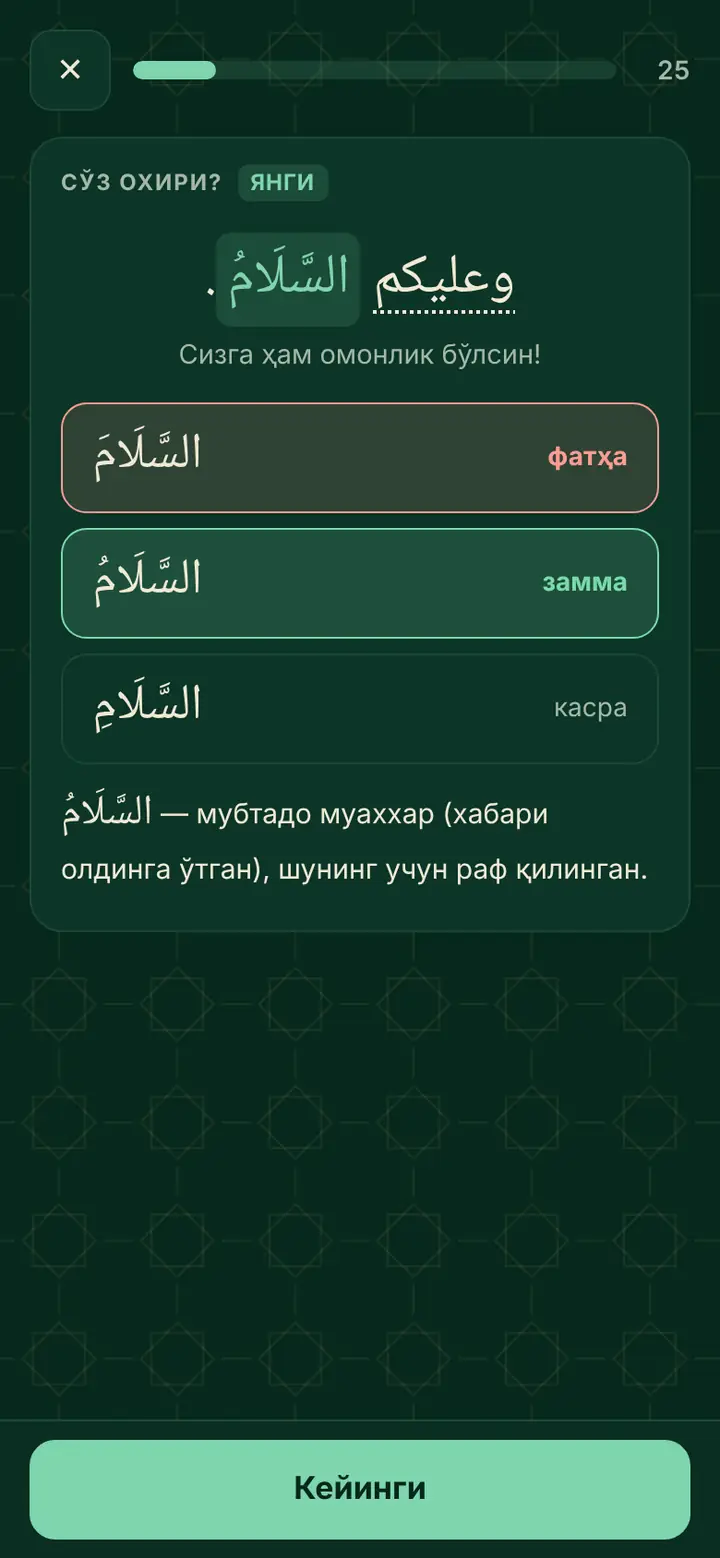 ✕ 25
СЎЗ ОХИРИ? ЯНГИ
وعليكم السَّلَامُ.
Сизга ҳам омонлик бўлсин!
السَّلَامَ фатҳа
السَّلَامُ замма
السَّلَامِ касра
السَّلَامُ — мубтадо муаххар (хабари
олдинга ўтган), шунинг учун раф қилинган.
Кейинги